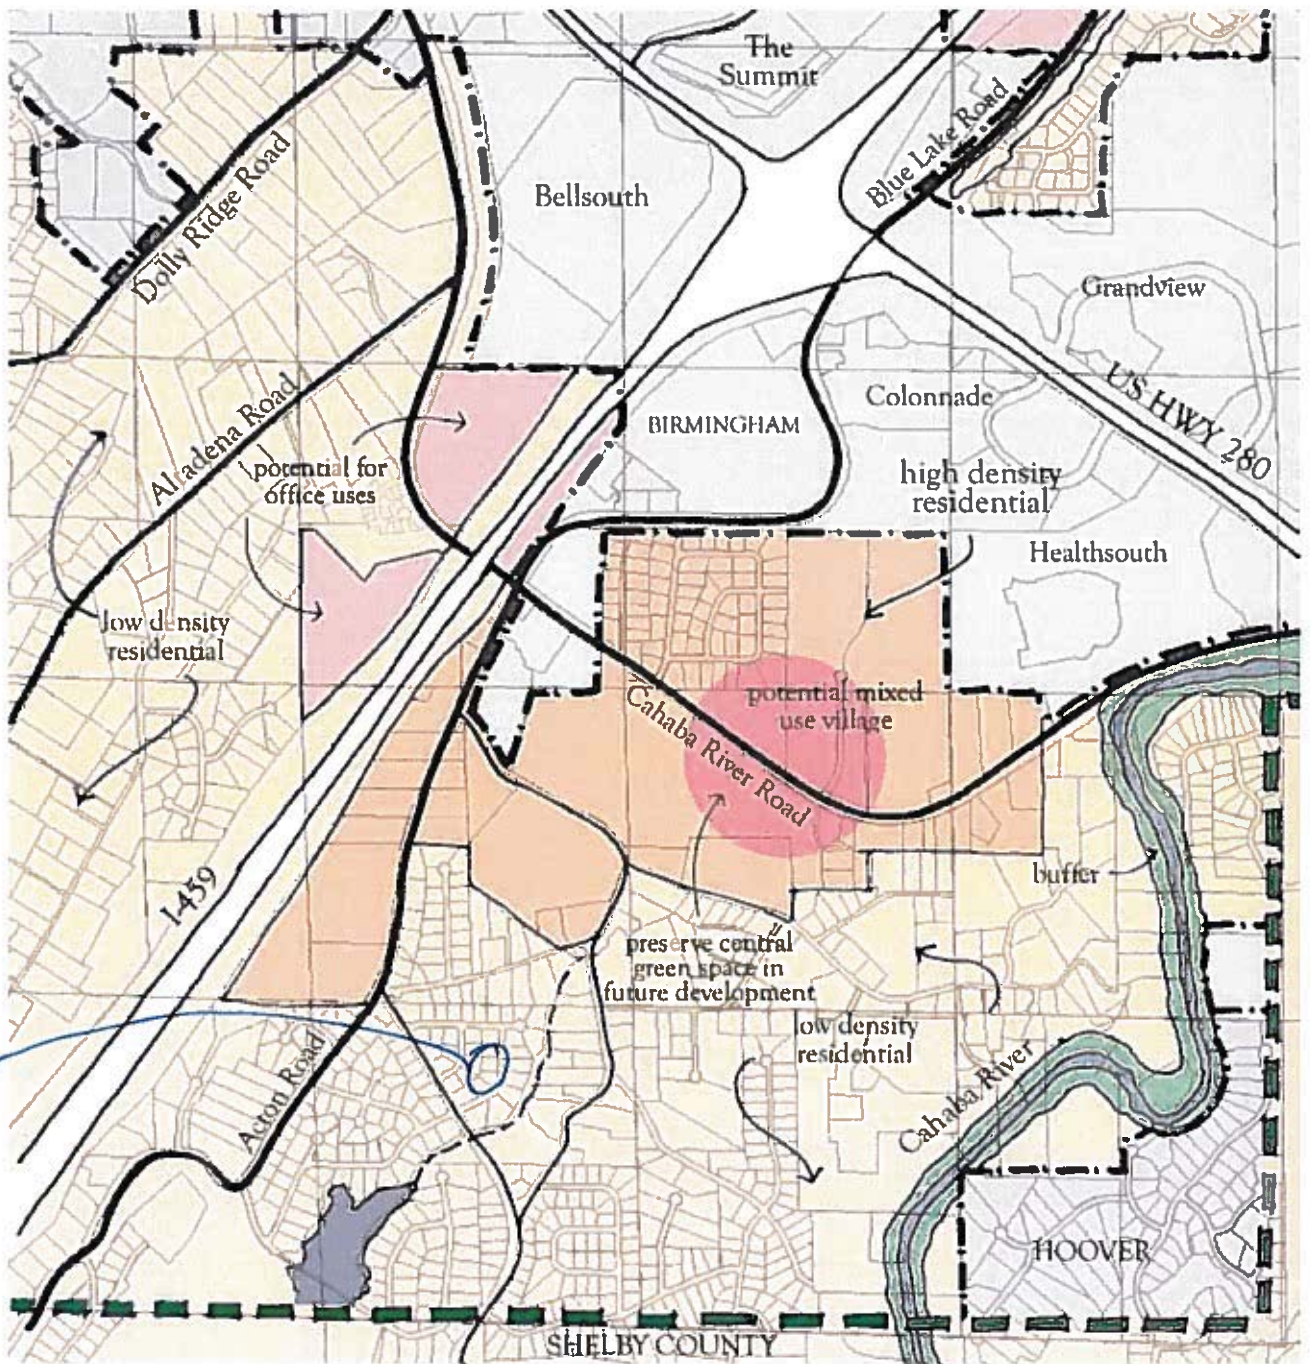 The
Summit
Blue Lake Road
Dolly Ridge Road
Bellsouth
Grandview
US HWY 280
Colonnade
BIRMINGHAM
Altadena Road
potential for
office uses
high density
residential
Healthsouth
low density
residential
potential mixed
use village
Cahaba River Road
I-459
buffer
preserve central
green space in
future development
low density
residential
Cahaba River
Acton Road
HOOVER
SHELBY COUNTY